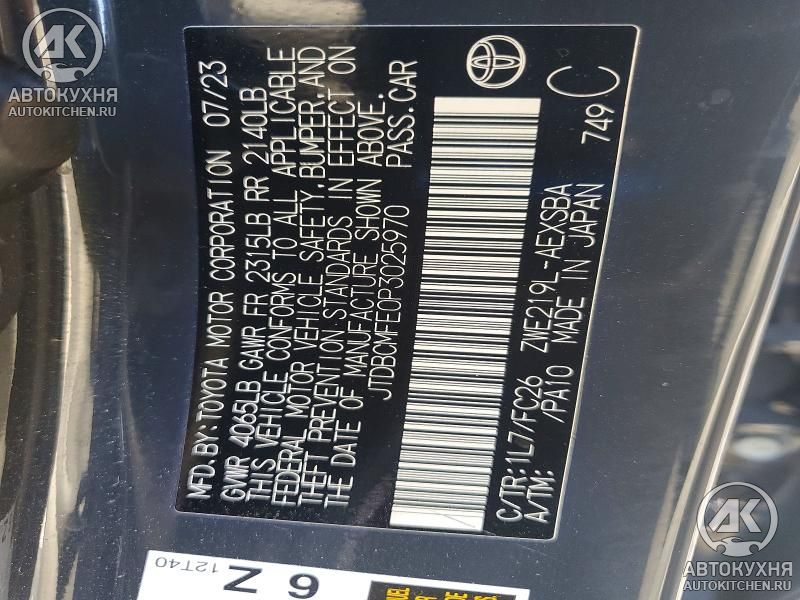 MFD.BY: TOYOTA MOTOR CORPORATION 07/23
GVWR 4065LB GAWR FR 2315LB RR 2140LB
THIS VEHICLE CONFORMS TO ALL APPLICABLE
FEDERAL MOTOR VEHICLE SAFETY, BUMPER, AND
THEFT PREVENTION STANDARDS IN EFFECT ON
THE DATE OF MANUFACTURE SHOWN ABOVE.
JTDBCMFE0P3025970 PASS.CAR
C/TR: 1L7/FC26 ZWE219L-AEXSBA
A/TM: /PA10 MADE IN JAPAN
749 C
6 Z
12T40
АВТОКУХНЯ
AUTOKITCHEN.RU
АВТОКУХНЯ
AUTOKITCHEN.RU